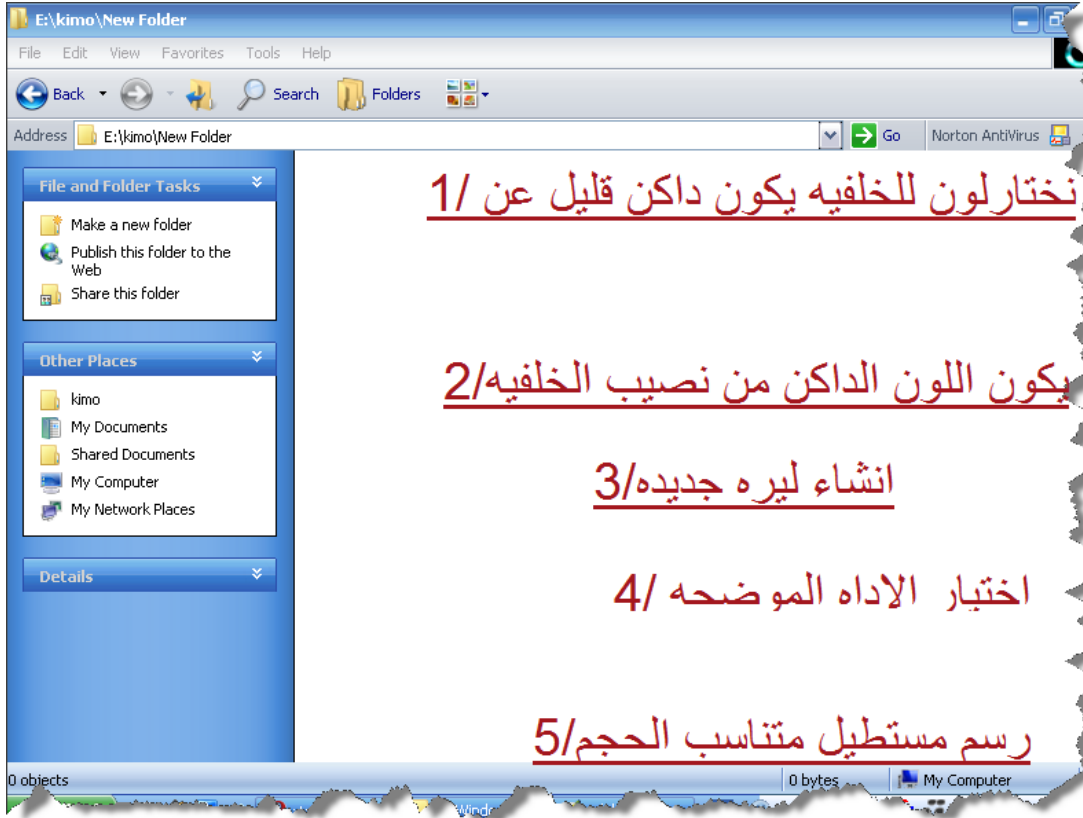 E:\kimo\New Folder
File Edit View Favorites Tools Help
Back Search Folders
Address E:\kimo\New Folder Go Norton AntiVirus
File and Folder Tasks
Make a new folder
Publish this folder to the
Web
Share this folder
Other Places
kimo
My Documents
Shared Documents
My Computer
My Network Places
Details
نختارلون للخلفيه يكون داكن قليل عن /1
يكون اللون الداكن من نصيب الخلفيه/2
انشاء ليره جديده/3
اختيار الاداه الموضحه /4
رسم مستطيل متناسب الحجم/5
0 objects 0 bytes My Computer